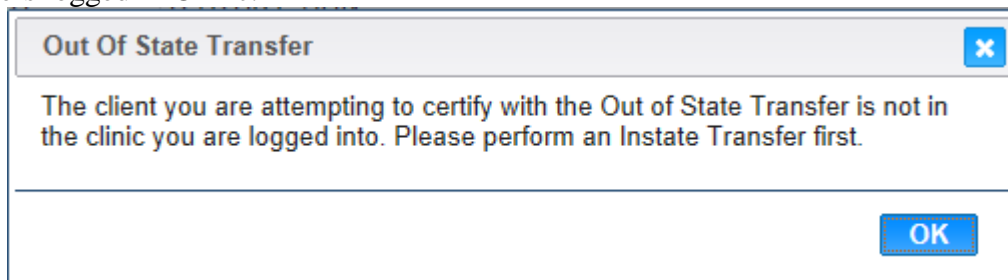 Out Of State Transfer
The client you are attempting to certify with the Out of State Transfer is not in
the clinic you are logged into. Please perform an Instate Transfer first.
OK